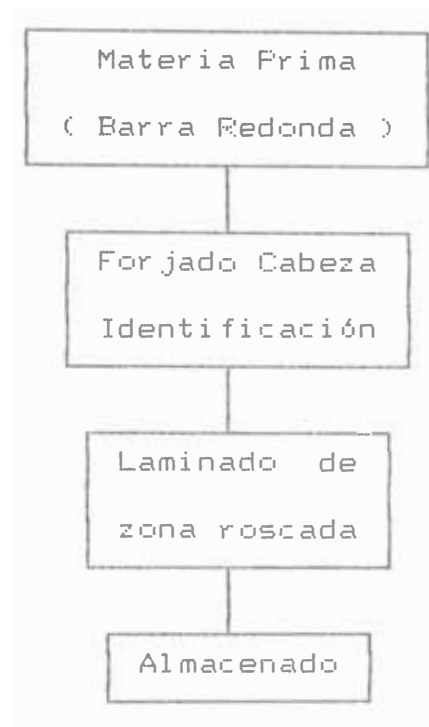 Materia Prima
( Barra Redonda )
Forjado Cabeza
Identificación
Laminado de
zona roscada
Almacenado